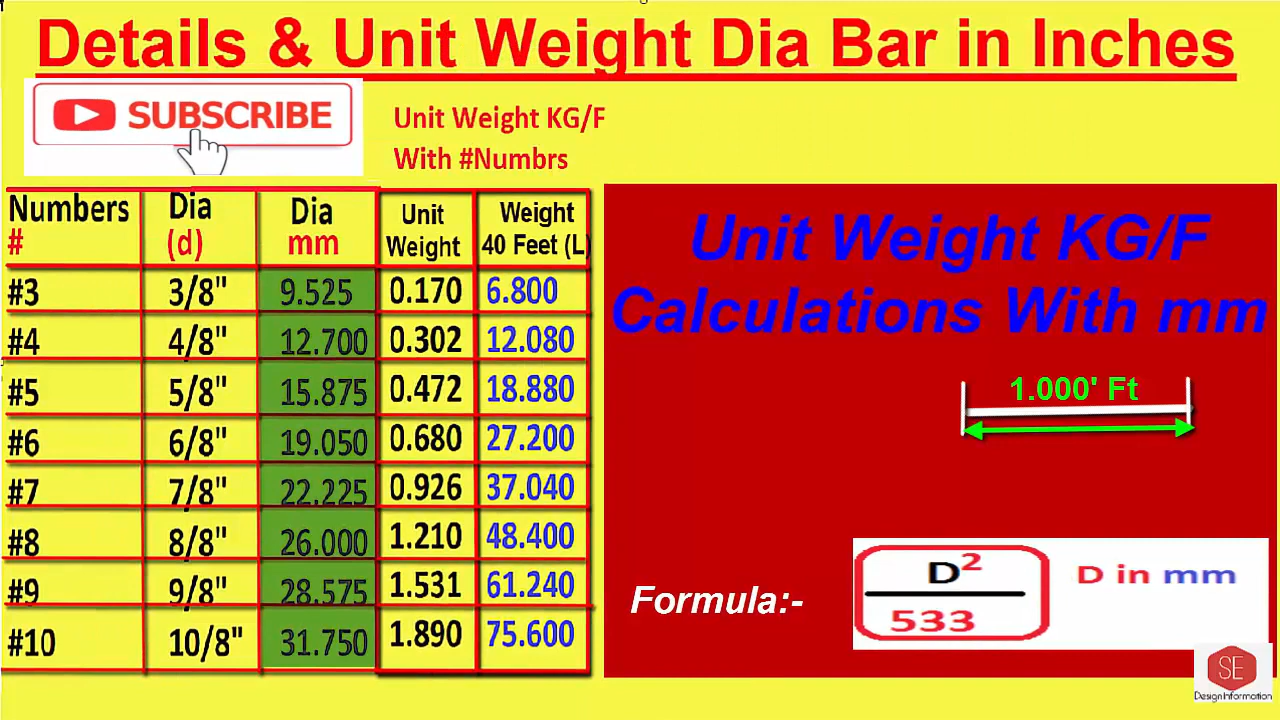 Details & Unit Weight Dia Bar in Inches
SUBSCRIBE
Unit Weight KG/F
With #Numbrs
Numbers # Dia (d) Dia mm Unit Weight Weight 40 Feet (L)
#3 3/8" 9.525 0.170 6.800
#4 4/8" 12.700 0.302 12.080
#5 5/8" 15.875 0.472 18.880
#6 6/8" 19.050 0.680 27.200
#7 7/8" 22.225 0.926 37.040
#8 8/8" 26.000 1.210 48.400
#9 9/8" 28.575 1.531 61.240
#10 10/8" 31.750 1.890 75.600
Unit Weight KG/F
Calculations With mm
1.000' Ft
Formula:-
D²
533
D in mm
SE
Design Information